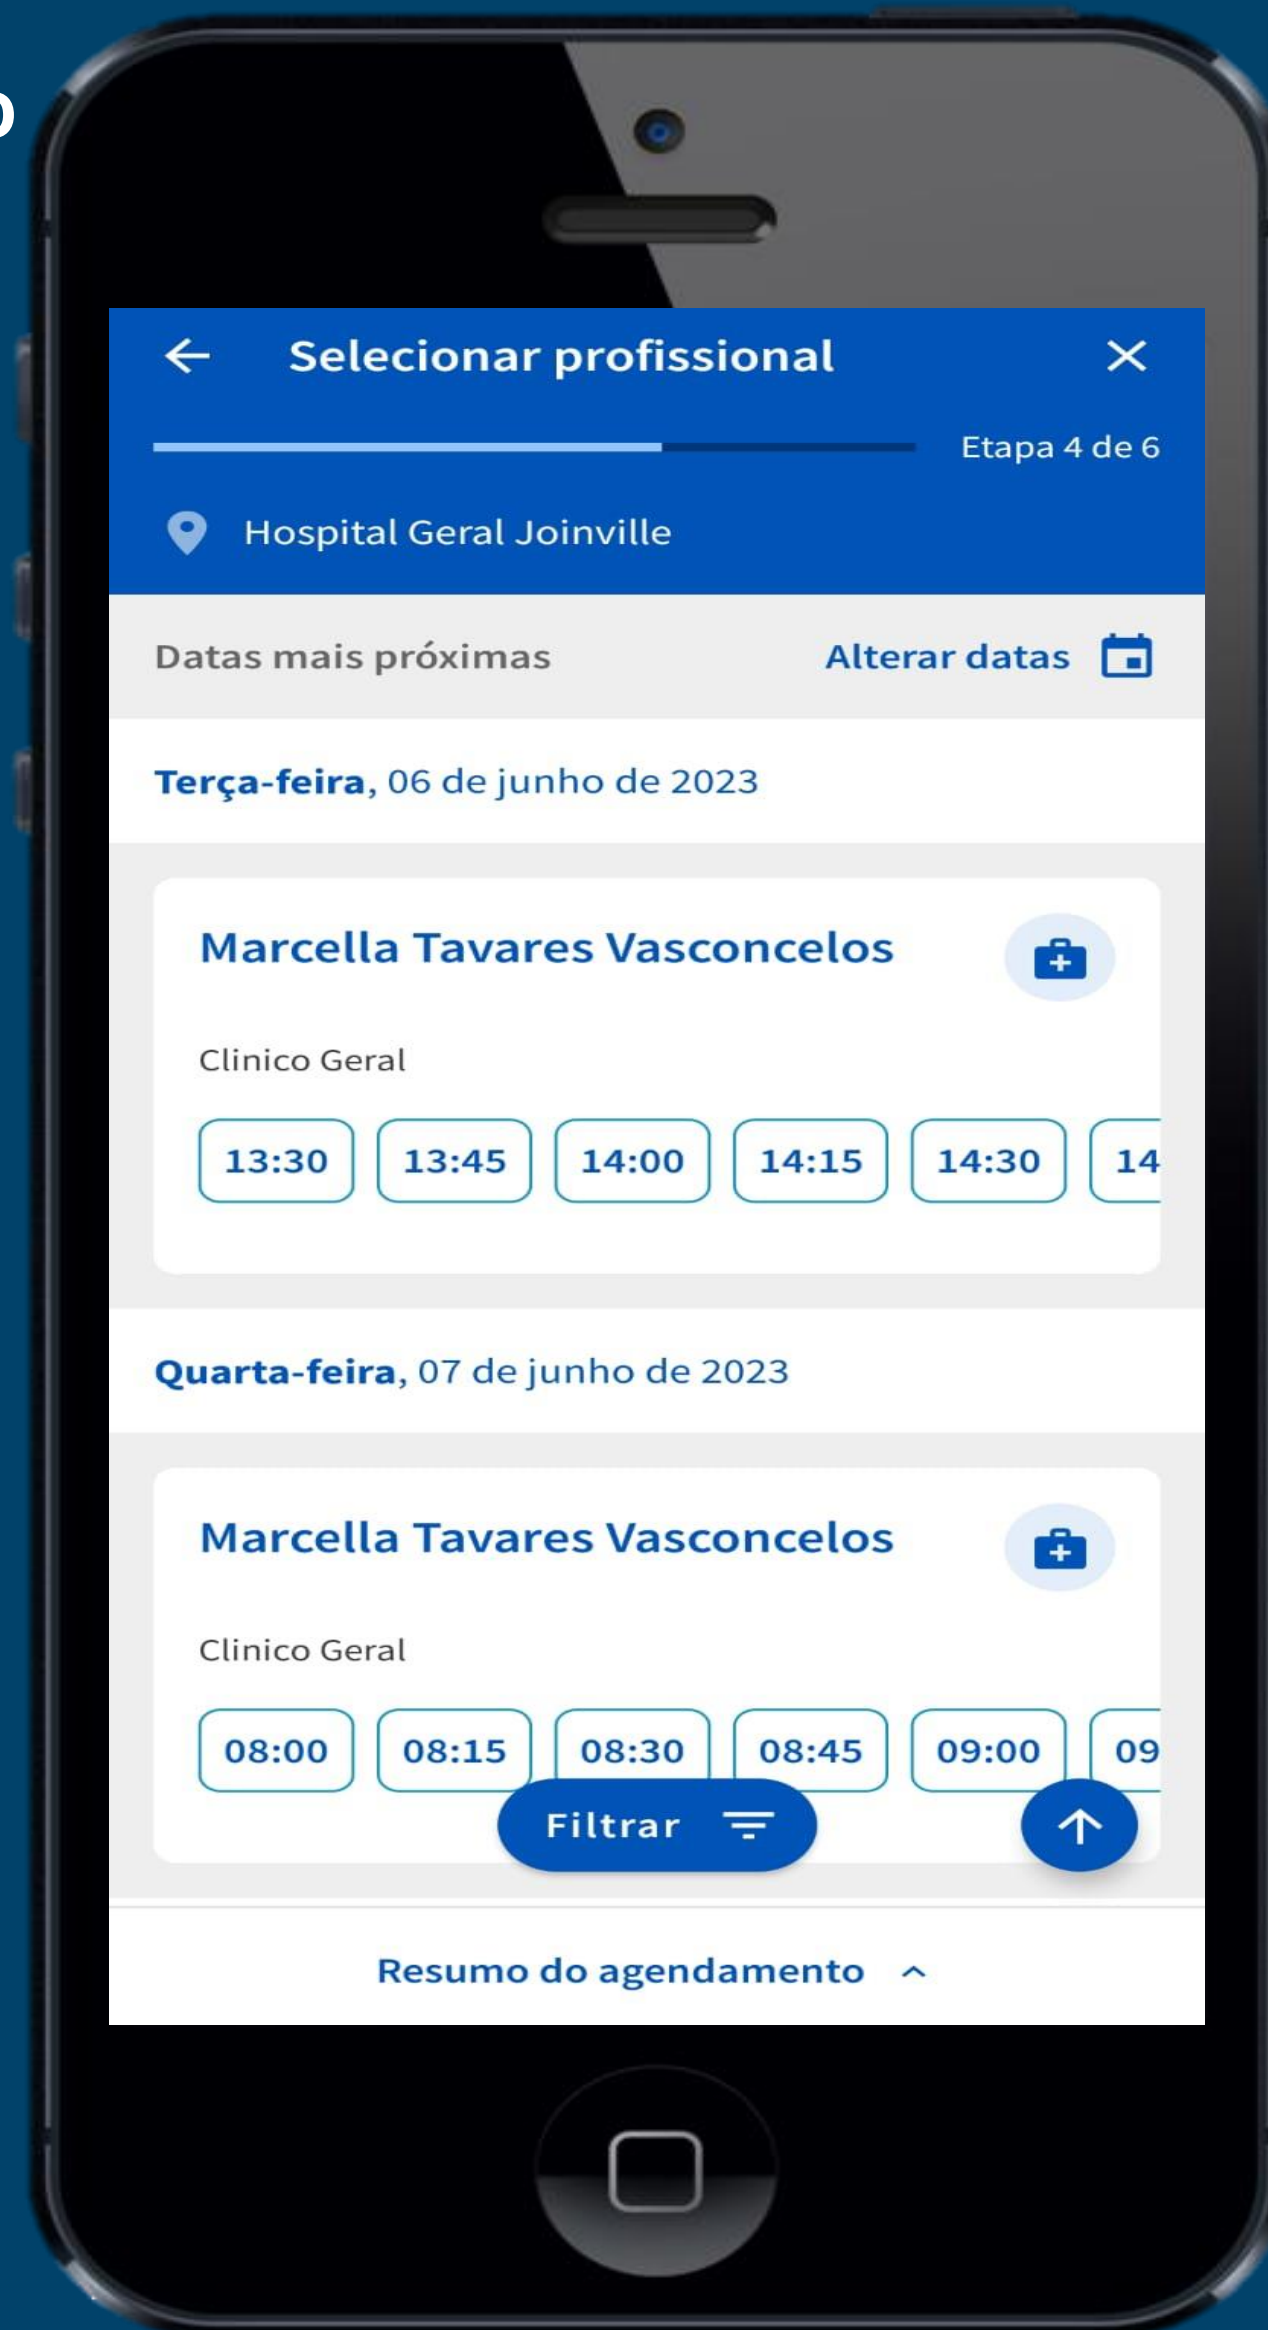 Selecionar profissional
Etapa 4 de 6
Hospital Geral Joinville
Datas mais próximas Alterar datas
Terça-feira, 06 de junho de 2023
Marcella Tavares Vasconcelos
Clinico Geral
13:30 13:45 14:00 14:15 14:30 14
Quarta-feira, 07 de junho de 2023
Marcella Tavares Vasconcelos
Clinico Geral
08:00 08:15 08:30 08:45 09:00 09
Filtrar
Resumo do agendamento